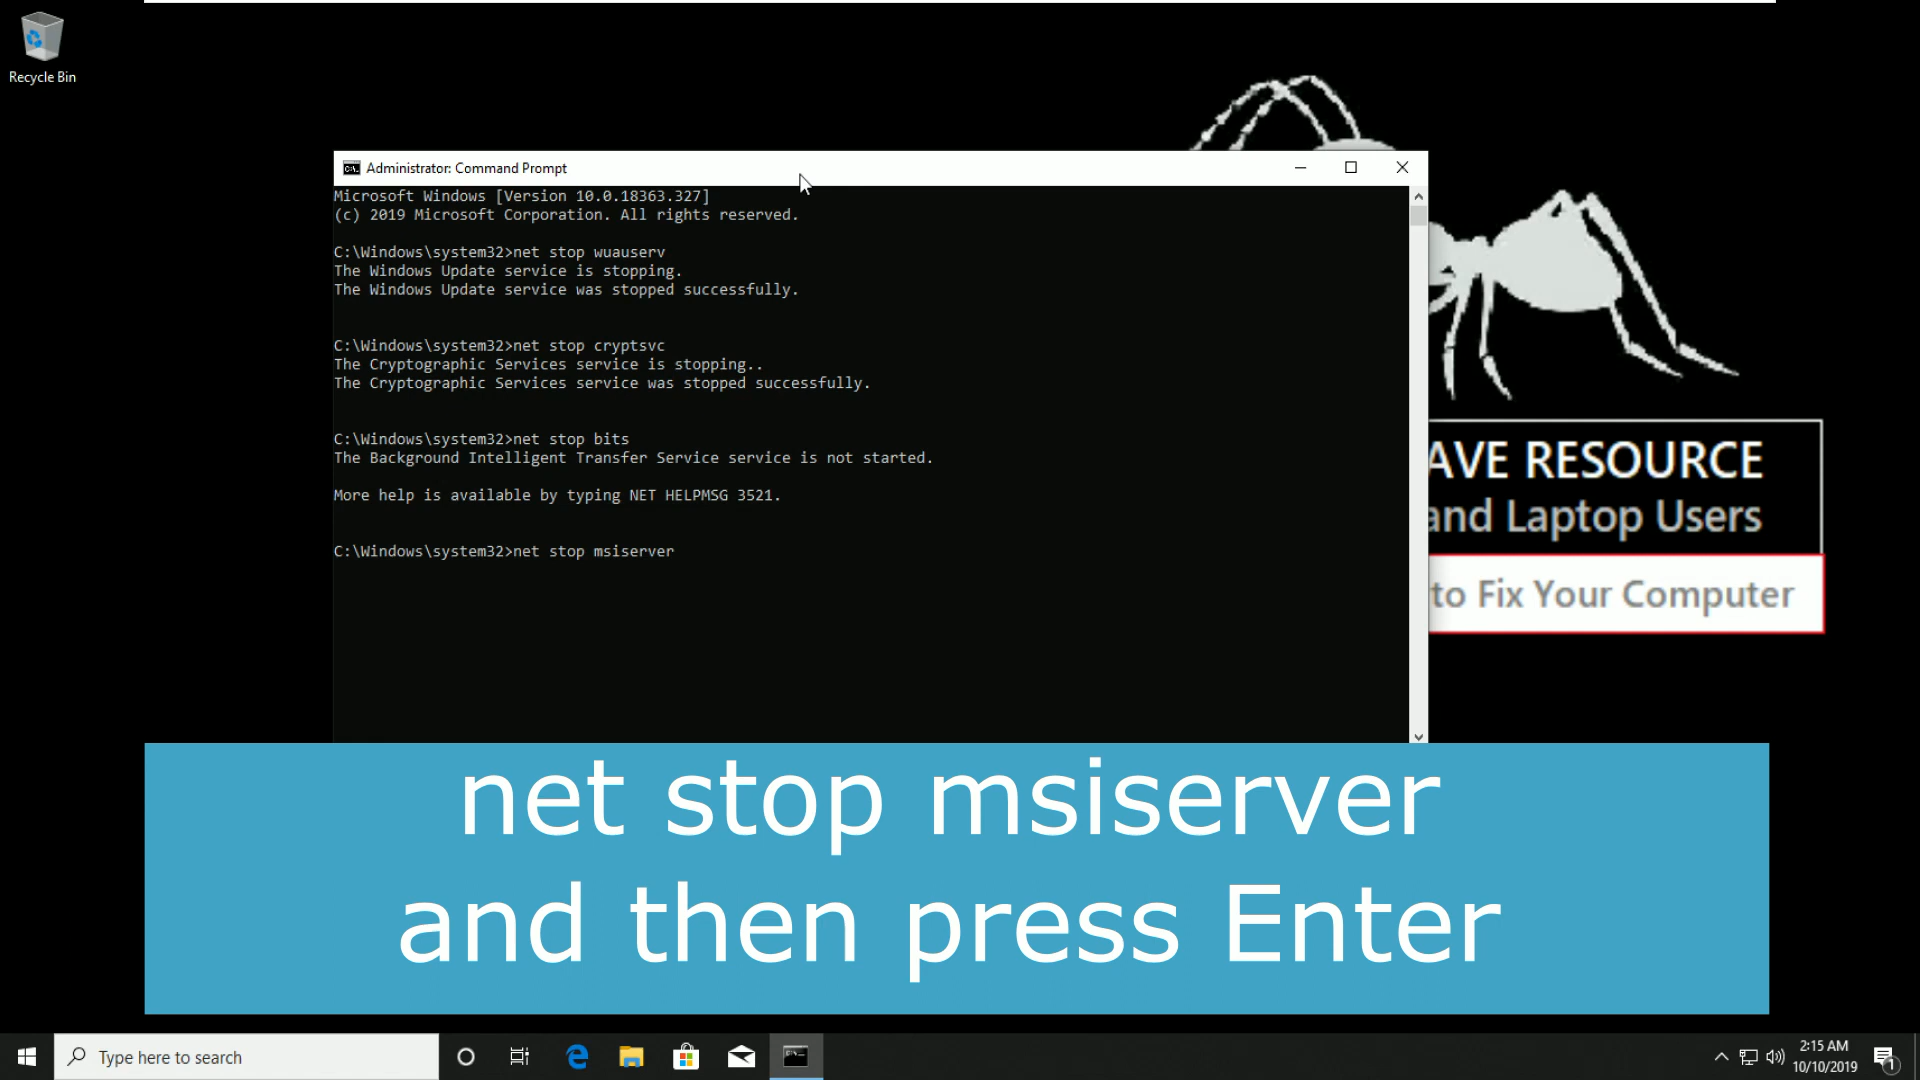 Recycle Bin
Administrator: Command Prompt
Microsoft Windows [Version 10.0.18363.327]
(c) 2019 Microsoft Corporation. All rights reserved.
C:\Windows\system32>net stop wuauserv
The Windows Update service is stopping.
The Windows Update service was stopped successfully.
C:\Windows\system32>net stop cryptsvc
The Cryptographic Services service is stopping..
The Cryptographic Services service was stopped successfully.
C:\Windows\system32>net stop bits
The Background Intelligent Transfer Service service is not started.
More help is available by typing NET HELPMSG 3521.
C:\Windows\system32>net stop msiserver
AVE RESOURCE
and Laptop Users
to Fix Your Computer
net stop msiserver
and then press Enter
Type here to search
2:15 AM
10/10/2019
1